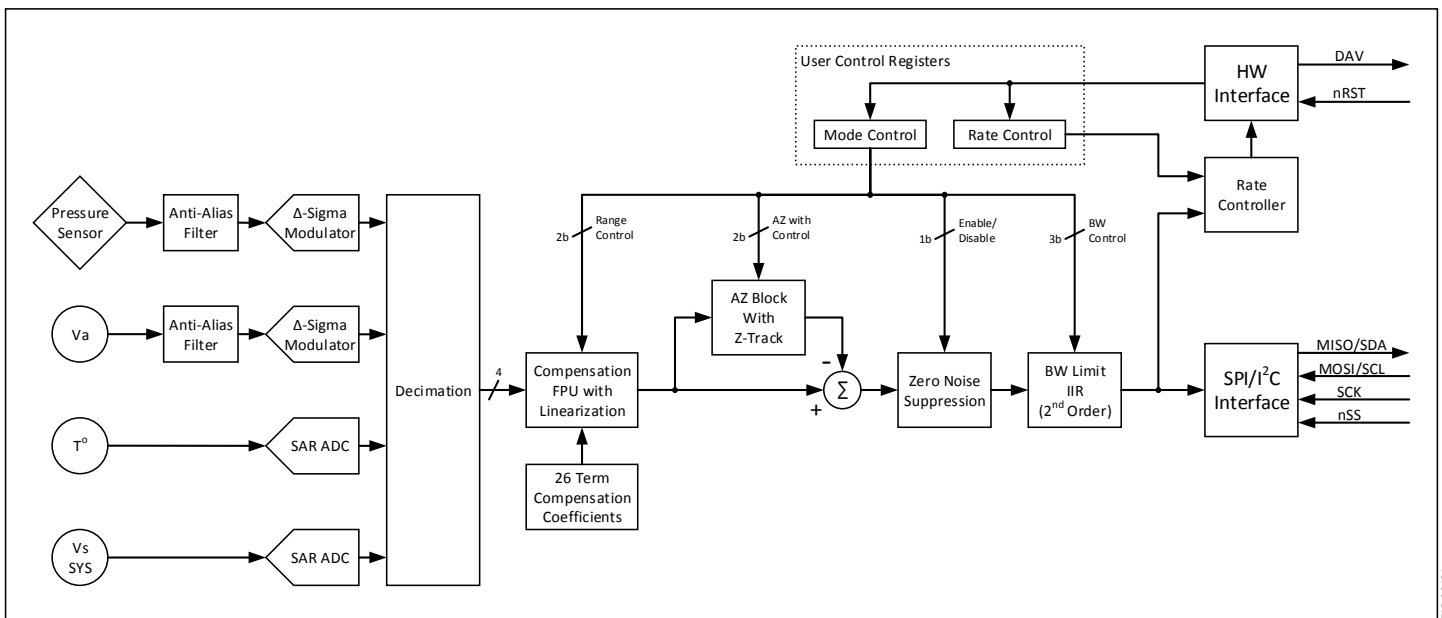 User Control Registers
HW
Interface
DAV
nRST
Mode Control
Rate Control
Rate
Controller
Pressure
Sensor
Anti-Alias
Filter
Δ-Sigma
Modulator
2b
Range
Control
2b
AZ with
Control
1b
Enable/
Disable
3b
BW
Control
Va
Anti-Alias
Filter
Δ-Sigma
Modulator
AZ Block
With
Z-Track
Decimation
4
Compensation
FPU with
Linearization
−
+
Σ
Zero Noise
Suppression
BW Limit
IIR
(2nd Order)
SPI/I2C
Interface
MISO/SDA
MOSI/SCL
SCK
nSS
To
SAR ADC
26 Term
Compensation
Coefficients
Vs
SYS
SAR ADC